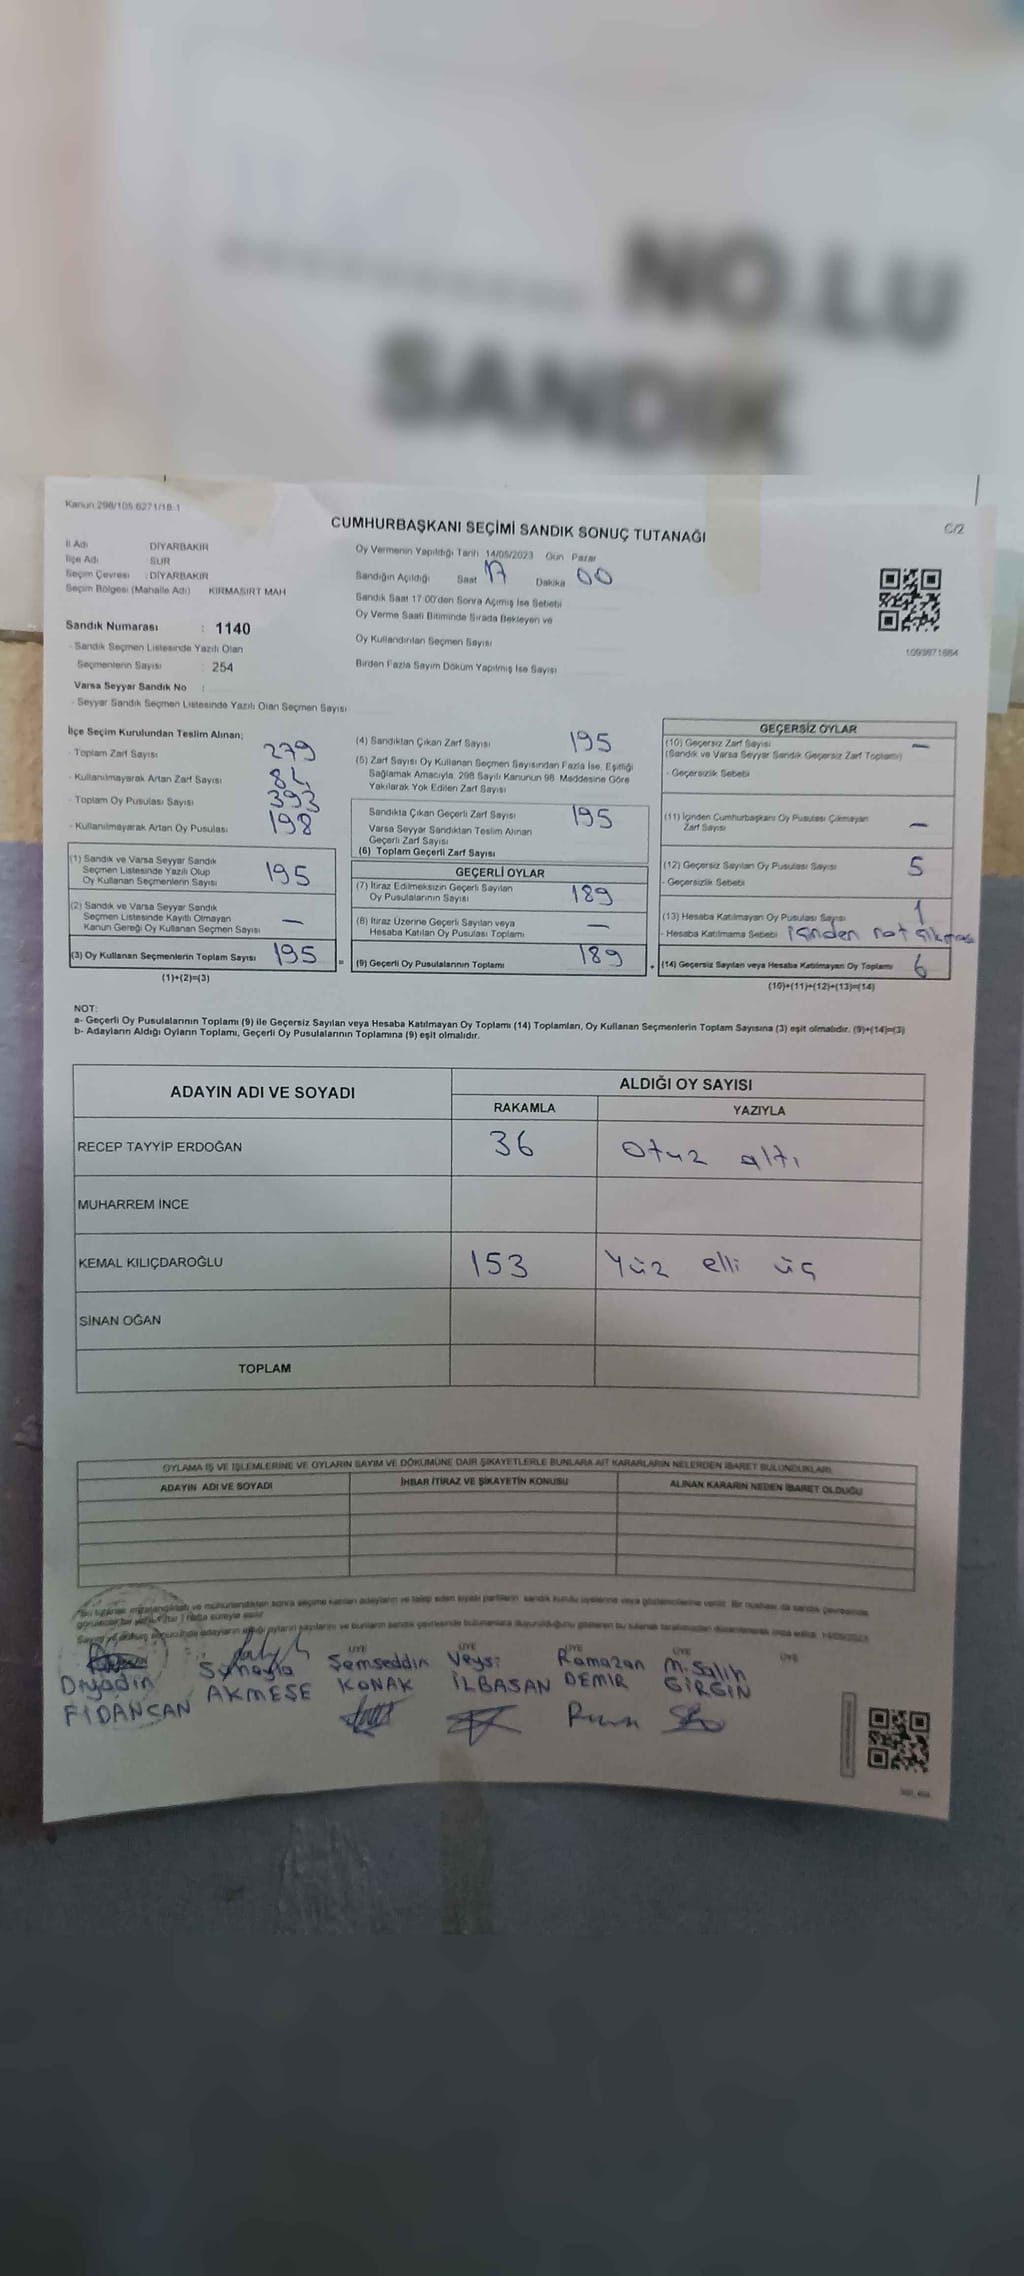 NO.LU
SANDIK
Kanun:298/105.6271/18-1
C/2
CUMHURBAŞKANI SEÇİMİ SANDIK SONUÇ TUTANAĞI
İl Adı DİYARBAKIR
İlçe Adı SUR
Seçim Çevresi :DİYARBAKIR
Seçim Bölgesi (Mahalle Adı) KIRMASIRT MAH
Sandık Numarası : 1140
- Sandık Seçmen Listesinde Yazılı Olan
Seçmenlerin Sayısı : 254
Varsa Seyyar Sandık No :
- Seyyar Sandık Seçmen Listesinde Yazılı Olan Seçmen Sayısı
Oy Vermenin Yapıldığı Tarih 14/05/2023 Gün Pazar
Sandığın Açıldığı Saat 17 Dakika 00
Sandık Saat 17.00'den Sonra Açımış İse Sebebi
Oy Verme Saati Bitiminde Sırada Bekleyen ve
Oy Kullandırılan Seçmen Sayısı
Birden Fazla Sayım Döküm Yapılmış İse Sayısı
İlçe Seçim Kurulundan Teslim Alınan;
- Toplam Zarf Sayısı 279
- Kullanılmayarak Artan Zarf Sayısı 84
- Toplam Oy Pusulası Sayısı 393
- Kullanılmayarak Artan Oy Pusulası 198
(1) Sandık ve Varsa Seyyar Sandık
Seçmen Listesinde Yazılı Olup
Oy Kullanan Seçmenlerin Sayısı 195
(2) Sandık ve Varsa Seyyar Sandık
Seçmen Listesinde Kayıtlı Olmayan
Kanun Gereği Oy Kullanan Seçmen Sayısı —
(3) Oy Kullanan Seçmenlerin Toplam Sayısı 195
(1)+(2)=(3)
(4) Sandıktan Çıkan Zarf Sayısı 195
(5) Zarf Sayısı Oy Kullanan Seçmen Sayısından Fazla İse, Eşitliği
Sağlamak Amacıyla, 298 Sayılı Kanunun 98. Maddesine Göre
Yakılarak Yok Edilen Zarf Sayısı
Sandıkta Çıkan Geçerli Zarf Sayısı 195
Varsa Seyyar Sandıktan Teslim Alınan
Geçerli Zarf Sayısı
(6) Toplam Geçerli Zarf Sayısı
GEÇERLİ OYLAR
(7) İtiraz Edilmeksizin Geçerli Sayılan
Oy Pusulalarının Sayısı 189
(8) İtiraz Üzerine Geçerli Sayılan veya
Hesaba Katılan Oy Pusulası Toplamı —
= (9) Geçerli Oy Pusulalarının Toplamı 189
GEÇERSİZ OYLAR
(10) Geçersiz Zarf Sayısı —
(Sandık ve Varsa Seyyar Sandık Geçersiz Zarf Toplamı)
- Geçersizlik Sebebi
(11) İçinden Cumhurbaşkanı Oy Pusulası Çıkmayan
Zarf Sayısı —
(12) Geçersiz Sayılan Oy Pusulası Sayısı 5
- Geçersizlik Sebebi
(13) Hesaba Katılmayan Oy Pusulası Sayısı 1
- Hesaba Katılmama Sebebi içinden not çıkması
+ (14) Geçersiz Sayılan veya Hesaba Katılmayan Oy Toplamı 6
(10)+(11)+(12)+(13)=(14)
NOT:
a- Geçerli Oy Pusulalarının Toplamı (9) ile Geçersiz Sayılan veya Hesaba Katılmayan Oy Toplamı (14) Toplamları, Oy Kullanan Seçmenlerin Toplam Sayısına (3) eşit olmalıdır. (9)+(14)=(3)
b- Adayların Aldığı Oyların Toplamı, Geçerli Oy Pusulalarının Toplamına (9) eşit olmalıdır.
ADAYIN ADI VE SOYADI ALDIĞI OY SAYISI
RAKAMLA YAZIYLA
RECEP TAYYİP ERDOĞAN 36 otuz altı
MUHARREM İNCE
KEMAL KILIÇDAROĞLU 153 Yüz elli üç
SİNAN OĞAN
TOPLAM
OYLAMA İŞ VE İŞLEMLERİNE VE OYLARIN SAYIM VE DÖKÜMÜNE DAİR ŞİKAYETLERLE BUNLARA AİT KARARLARIN NELERDEN İBARET BULUNDUKLARI
ADAYIN ADI VE SOYADI İHBAR İTİRAZ VE ŞİKAYETİN KONUSU ALINAN KARARIN NEDEN İBARET OLDUĞU
ÜYE ÜYE ÜYE ÜYE ÜYE
Diyadin Şemseddin Veysi Ramazan M. Salih
FİDANCAN AKMEŞE KONAK İLBASAN DEMİR GİRGİN